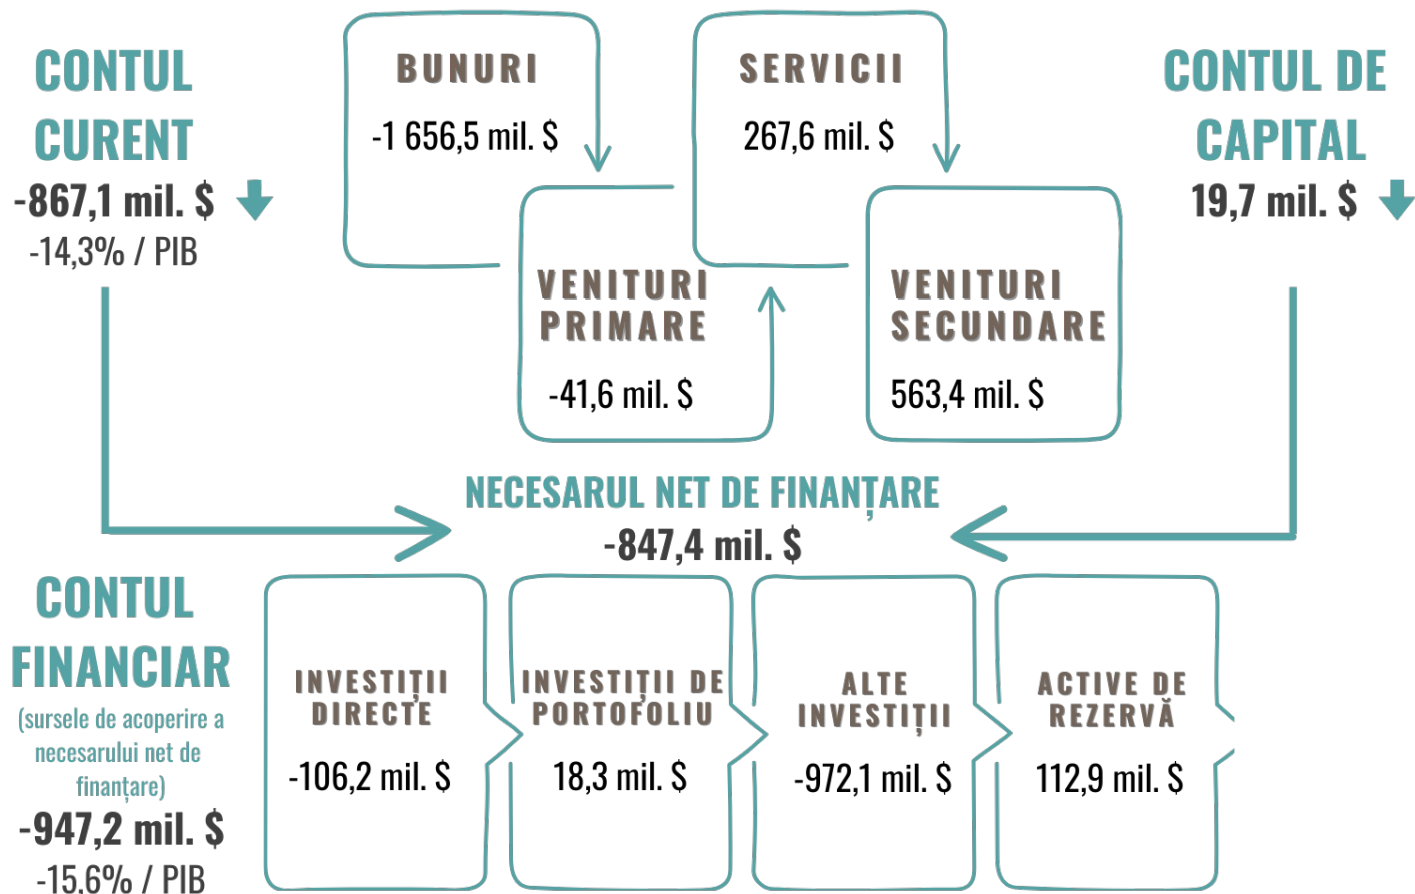 CONTUL
CURENT
-867,1 mil. $
-14,3% / PIB
BUNURI
-1 656,5 mil. $
SERVICII
267,6 mil. $
CONTUL DE
CAPITAL
19,7 mil. $
VENITURI
PRIMARE
-41,6 mil. $
VENITURI
SECUNDARE
563,4 mil. $
NECESARUL NET DE FINANȚARE
-847,4 mil. $
CONTUL
FINANCIAR
(sursele de acoperire a
necesarului net de
finanțare)
-947,2 mil. $
-15,6% / PIB
INVESTIȚII
DIRECTE
-106,2 mil. $
INVESTIȚII DE
PORTOFOLIU
18,3 mil. $
ALTE
INVESTIȚII
-972,1 mil. $
ACTIVE DE
REZERVĂ
112,9 mil. $